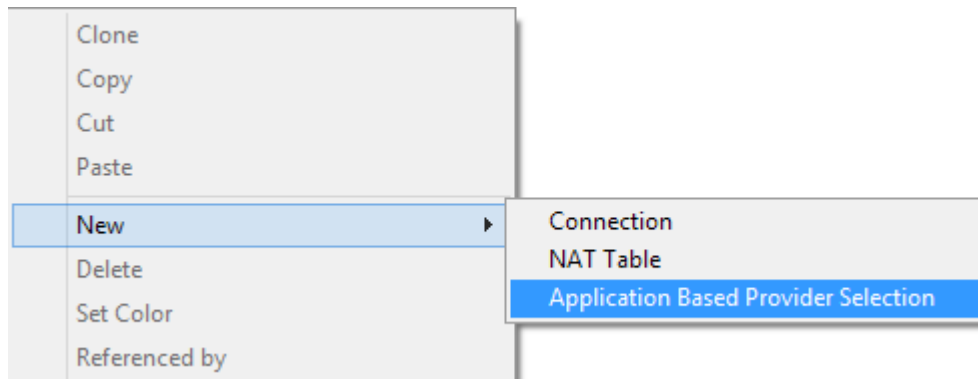 Clone
Copy
Cut
Paste
New
Connection
NAT Table
Application Based Provider Selection
Delete
Set Color
Referenced by